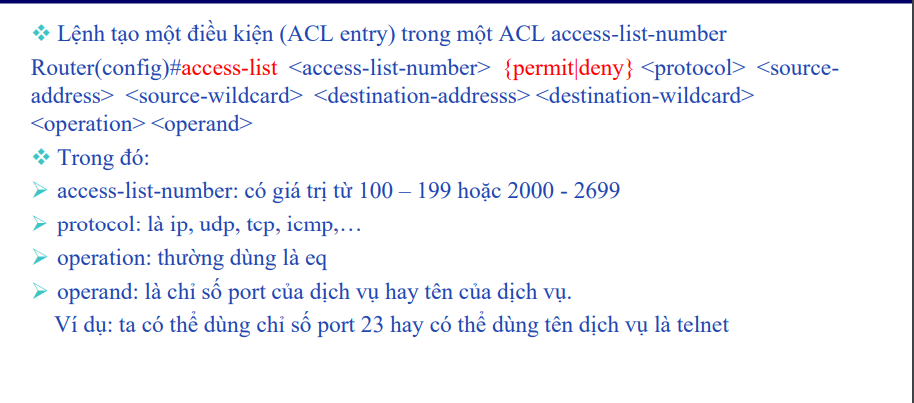 ❖ Lệnh tạo một điều kiện (ACL entry) trong một ACL access-list-number
Router(config)#access-list <access-list-number> {permit|deny} <protocol> <source-
address> <source-wildcard> <destination-addresss> <destination-wildcard>
<operation> <operand>
❖ Trong đó:
➢ access-list-number: có giá trị từ 100 – 199 hoặc 2000 - 2699
➢ protocol: là ip, udp, tcp, icmp,…
➢ operation: thường dùng là eq
➢ operand: là chỉ số port của dịch vụ hay tên của dịch vụ.
Ví dụ: ta có thể dùng chỉ số port 23 hay có thể dùng tên dịch vụ là telnet